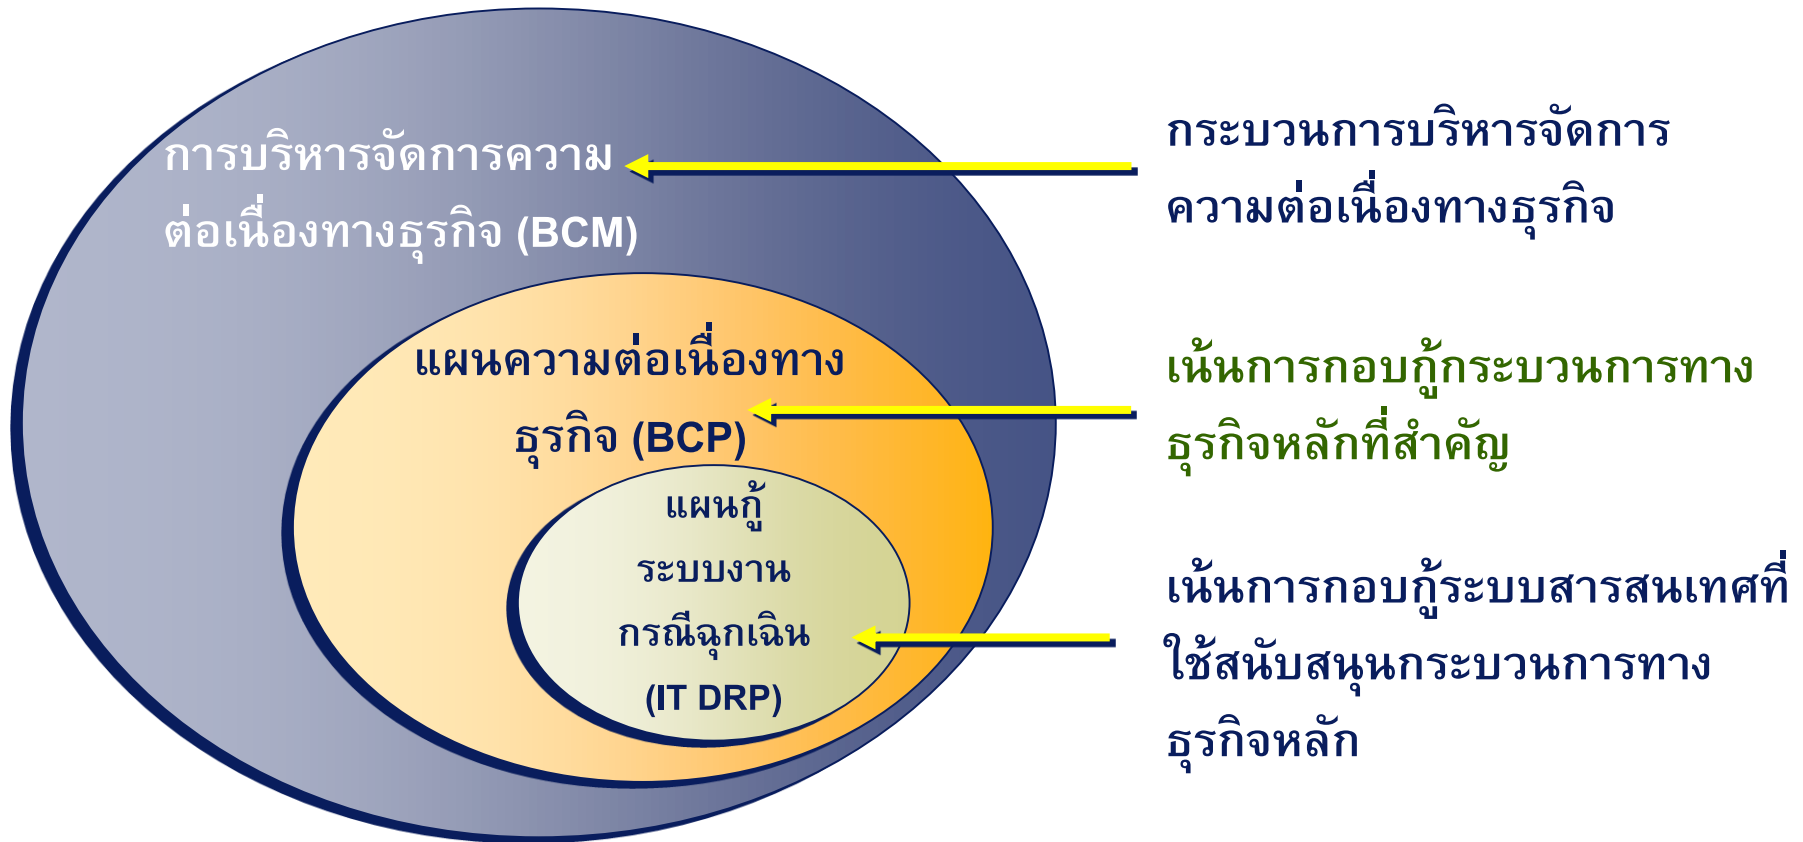 การบริหารจัดการความ
ต่อเนื่องทางธุรกิจ (BCM)
กระบวนการบริหารจัดการ
ความต่อเนื่องทางธุรกิจ
แผนความต่อเนื่องทาง
ธุรกิจ (BCP)
เน้นการกอบกู้กระบวนการทาง
ธุรกิจหลักที่สำคัญ
แผนกู้
ระบบงาน
กรณีฉุกเฉิน
(IT DRP)
เน้นการกอบกู้ระบบสารสนเทศที่
ใช้สนับสนุนกระบวนการทาง
ธุรกิจหลัก